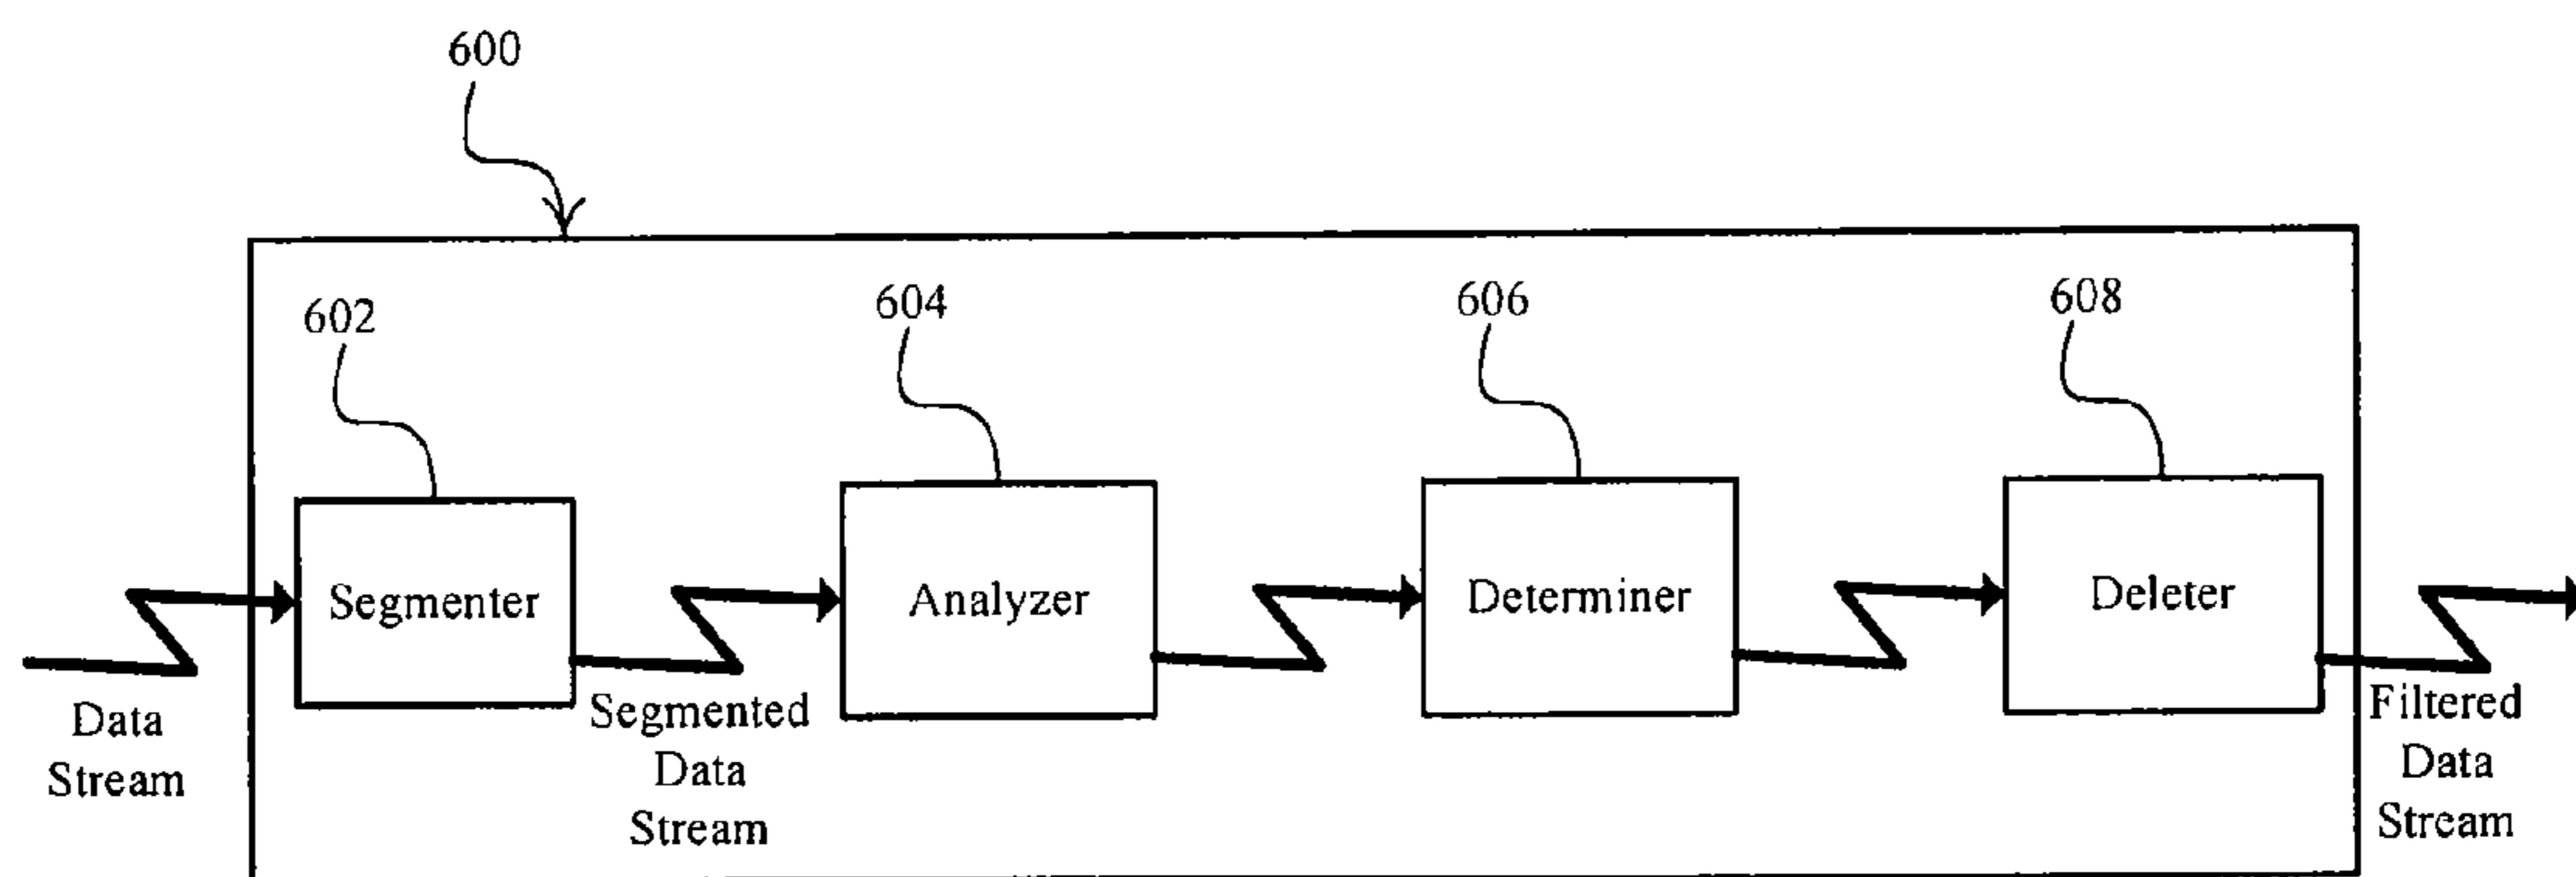 600
602
604
606
608
Segmenter
Analyzer
Determiner
Deleter
Data
Stream
Segmented
Data
Stream
Filtered
Data
Stream